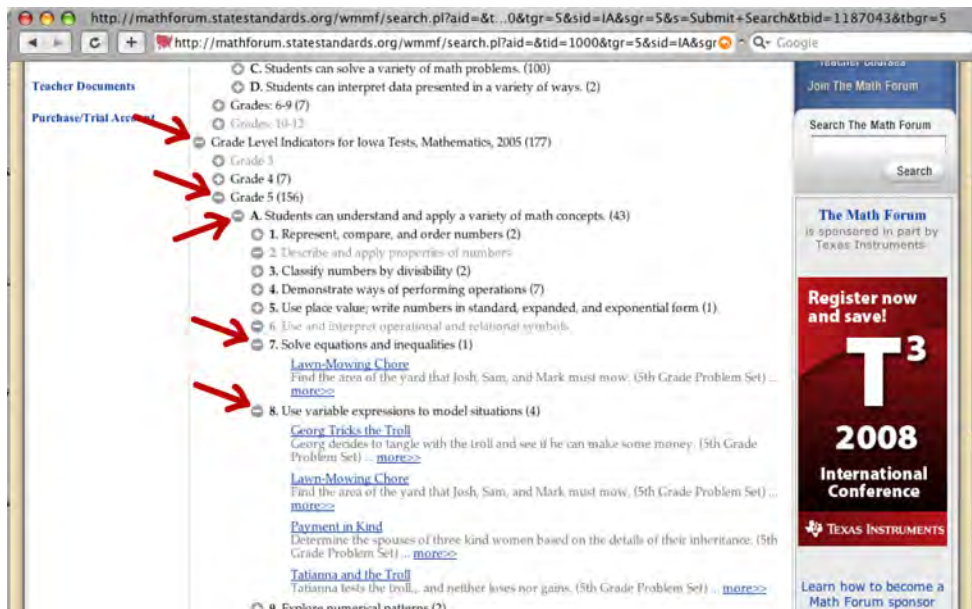 http://mathforum.statestandards.org/wmmf/search.pl?aid=&t...0&tgr=5&sid=IA&sgr=5&s=Submit+Search&tbid=1187043&tbgr=5
http://mathforum.statestandards.org/wmmf/search.pl?aid=&tid=1000&tgr=5&sid=IA&sgr
Google
Teacher Documents
Purchase/Trial Account
C. Students can solve a variety of math problems. (100)
D. Students can interpret data presented in a variety of ways. (2)
Grades: 6-9 (7)
Grades: 10-12
Grade Level Indicators for Iowa Tests, Mathematics, 2005 (177)
Grade 3
Grade 4 (7)
Grade 5 (156)
A. Students can understand and apply a variety of math concepts. (43)
1. Represent, compare, and order numbers (2)
2. Describe and apply properties of numbers
3. Classify numbers by divisibility (2)
4. Demonstrate ways of performing operations (7)
5. Use place value; write numbers in standard, expanded, and exponential form (1)
6. Use and interpret operational and relational symbols
7. Solve equations and inequalities (1)
Lawn-Mowing Chore
Find the area of the yard that Josh, Sam, and Mark must mow. (5th Grade Problem Set) ...
more>>
8. Use variable expressions to model situations (4)
Georg Tricks the Troll
Georg decides to tangle with the troll and see if he can make some money. (5th Grade
Problem Set) ... more>>
Lawn-Mowing Chore
Find the area of the yard that Josh, Sam, and Mark must mow. (5th Grade Problem Set) ...
more>>
Payment in Kind
Determine the spouses of three kind women based on the details of their inheritance. (5th
Grade Problem Set) ... more>>
Tatianna and the Troll
Tatianna tests the troll... and neither loses nor gains. (5th Grade Problem Set) ... more>>
9. Explore numerical patterns (2)
Teacher Courses
Join The Math Forum
Search The Math Forum
Search
The Math Forum
is sponsored in part by
Texas Instruments
Register now
and save!
T3
2008
International
Conference
TEXAS INSTRUMENTS
Learn how to become a
Math Forum sponsor